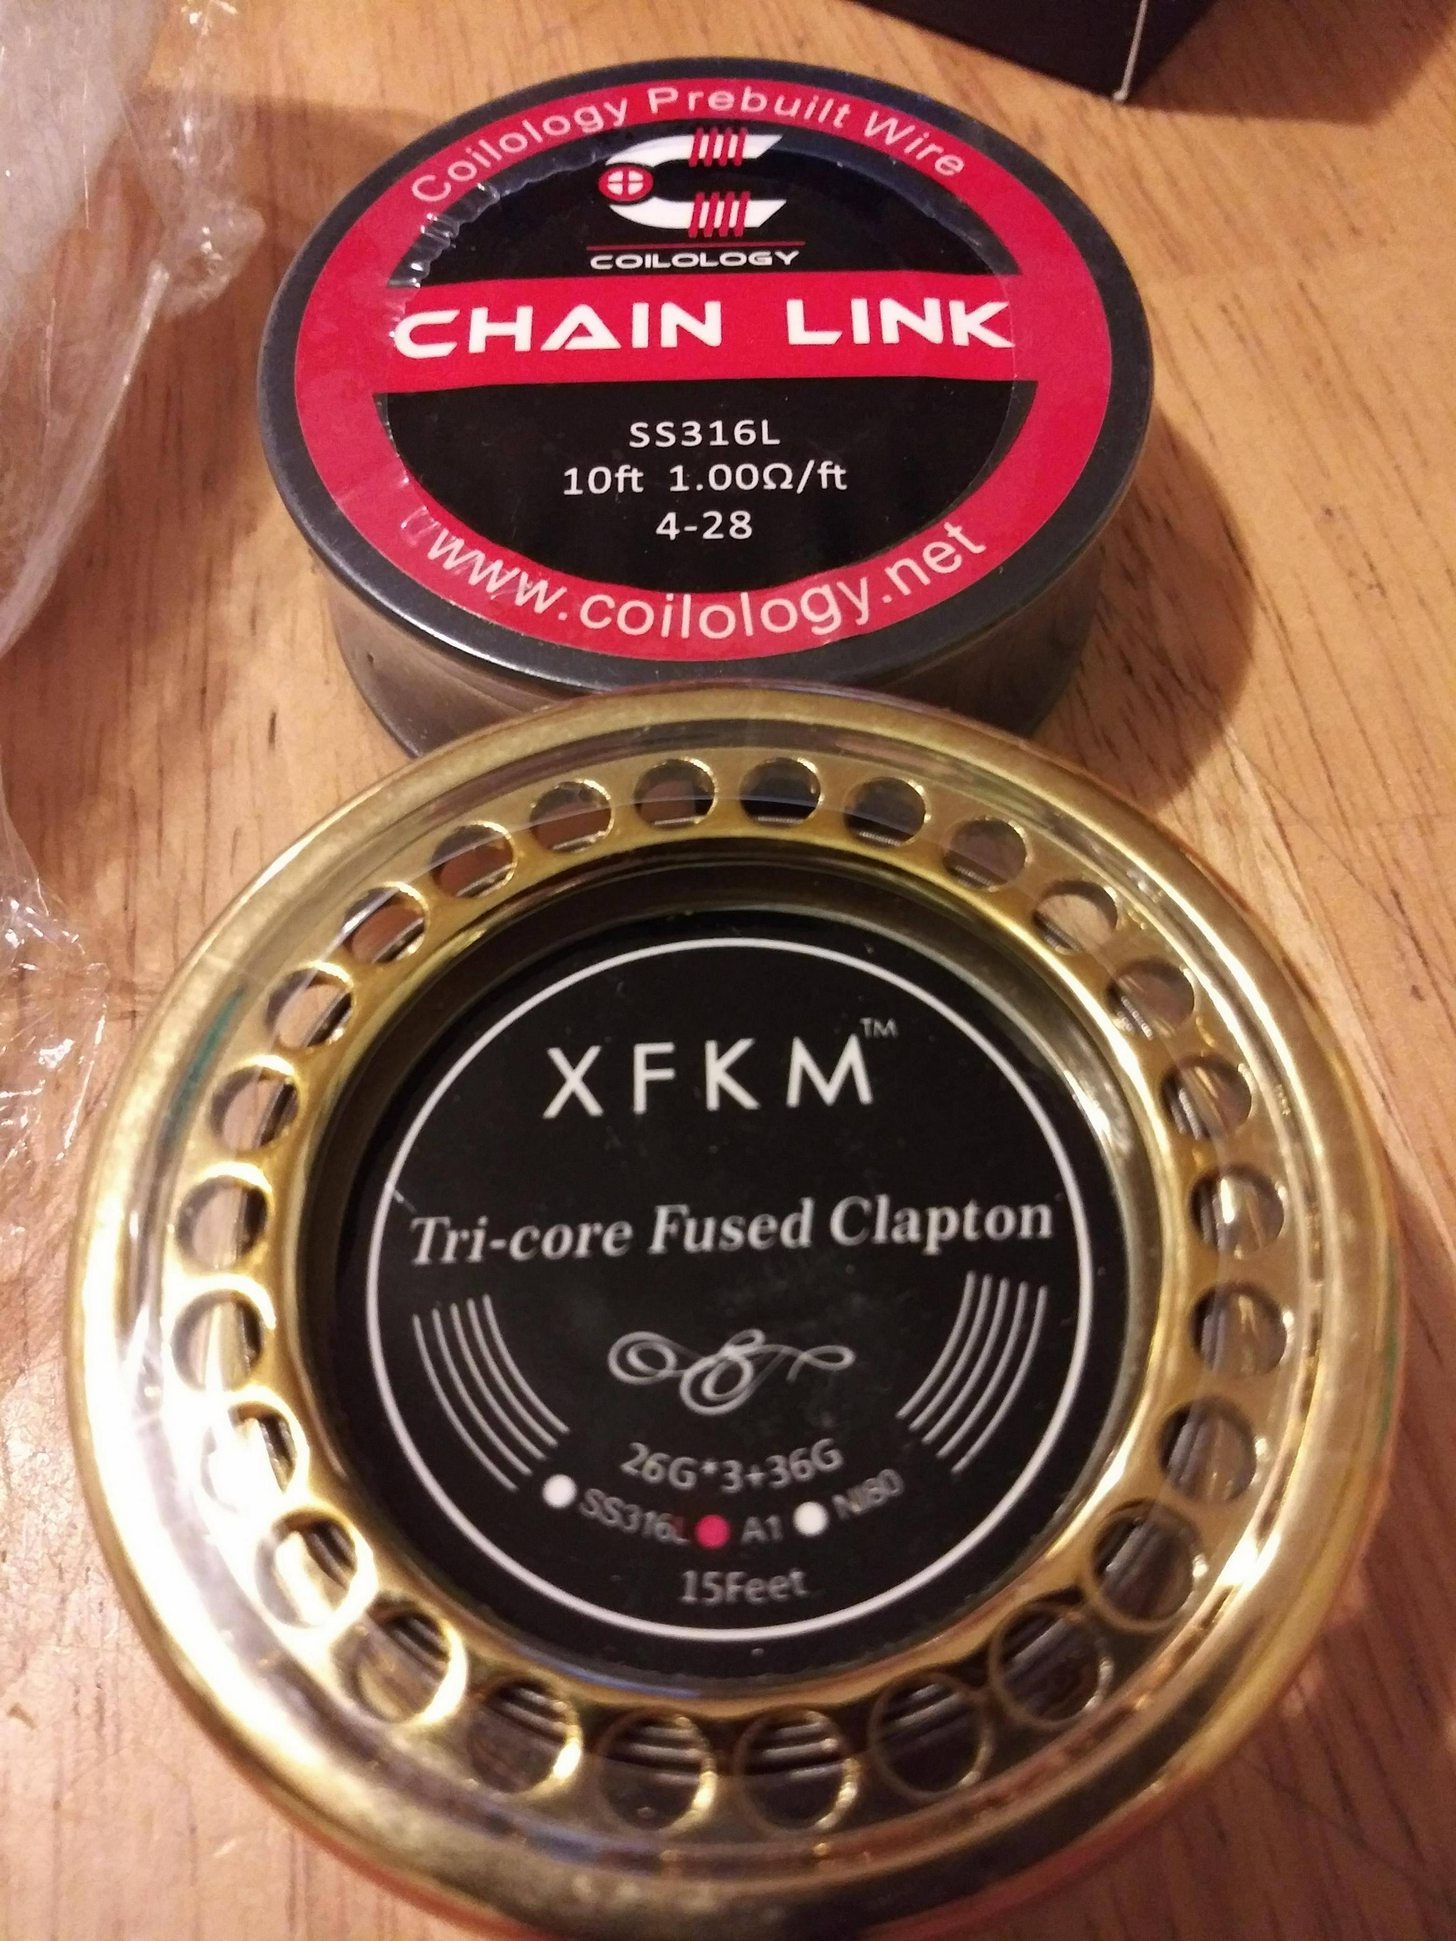 Coilology Prebuilt Wire
COILOLOGY
CHAIN LINK
SS316L
10ft 1.00Ω/ft
4-28
www.coilology.net
XFKM™
Tri-core Fused Clapton
26G*3+36G
SS316L A1 NI80
15Feet